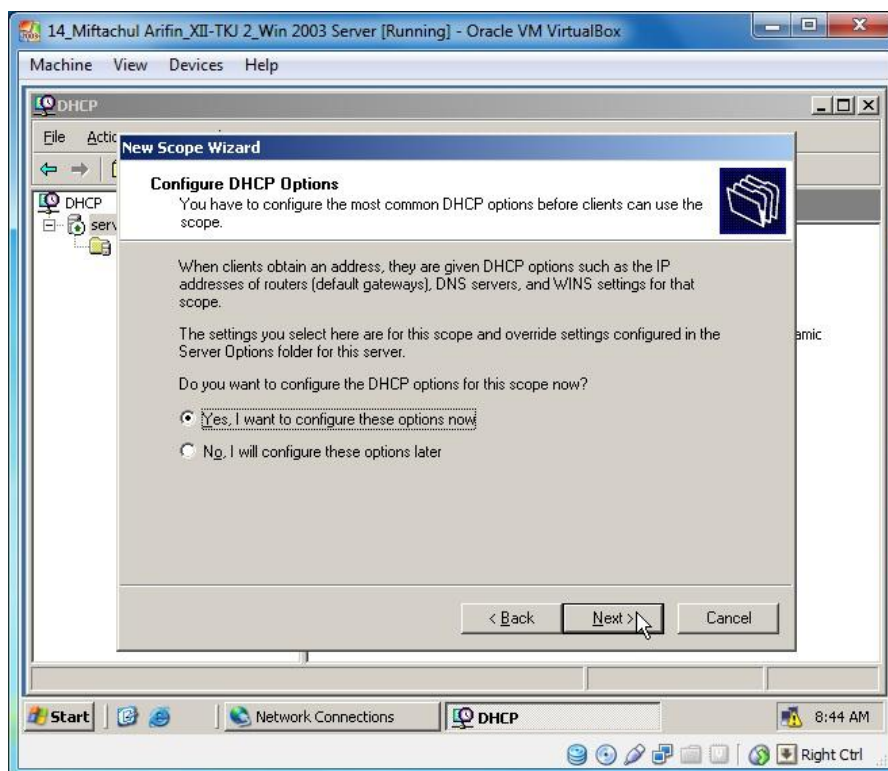 14_Miftachul Arifin_XII-TKJ 2_Win 2003 Server [Running] - Oracle VM VirtualBox
Machine View Devices Help
DHCP
File Actic
New Scope Wizard
Configure DHCP Options
You have to configure the most common DHCP options before clients can use the
scope.
DHCP
serv
When clients obtain an address, they are given DHCP options such as the IP
addresses of routers (default gateways), DNS servers, and WINS settings for that
scope.
The settings you select here are for this scope and override settings configured in the
Server Options folder for this server.
amic
Do you want to configure the DHCP options for this scope now?
Yes, I want to configure these options now
No, I will configure these options later
< Back Next > Cancel
Start Network Connections DHCP 8:44 AM
Right Ctrl